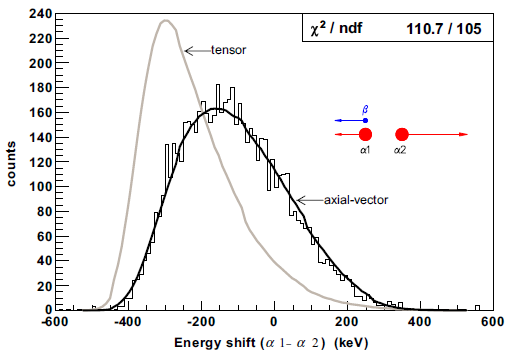 240
220
200
180
160
140
120
100
80
60
40
20
0
counts
χ² / ndf 110.7 / 105
tensor
β
α1 α2
axial-vector
-600 -400 -200 0 200 400 600
Energy shift (α 1- α 2) (keV)